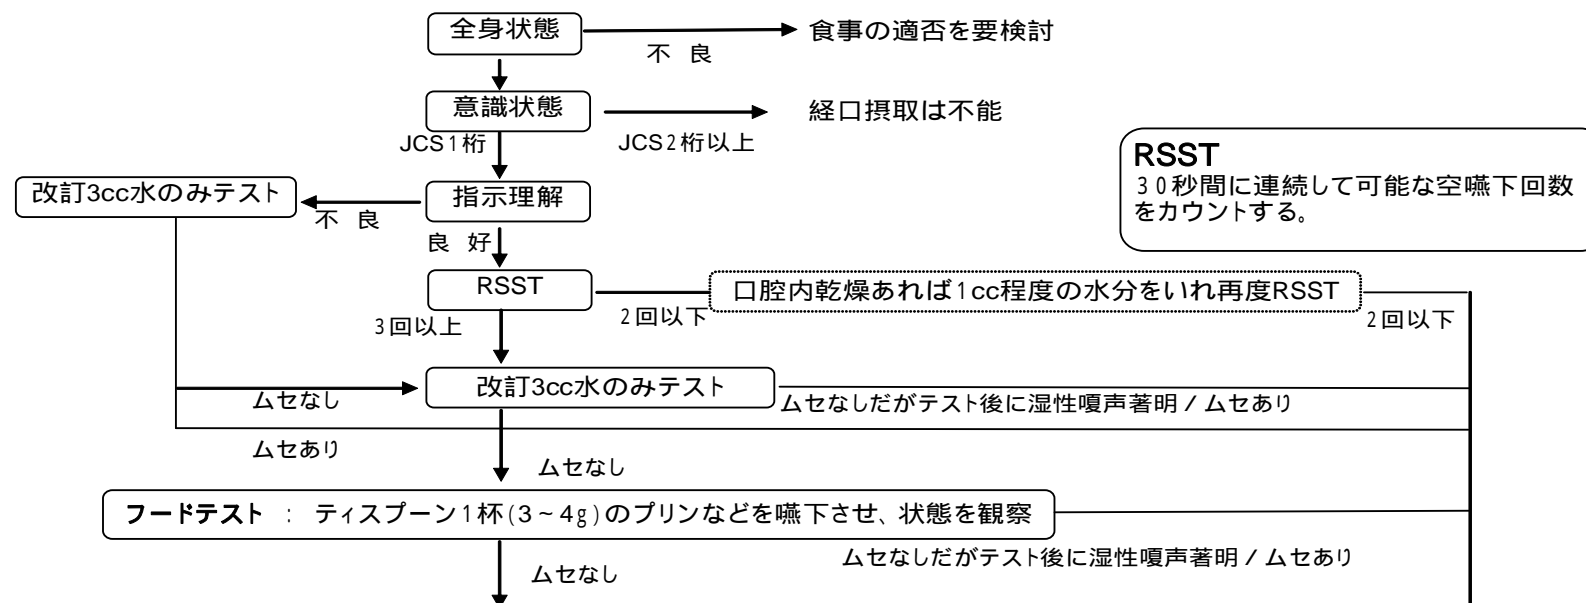 全身状態
食事の適否を要検討
不 良
意識状態
経口摂取は不能
JCS1桁
JCS2桁以上
RSST
30秒間に連続して可能な空嚥下回数
をカウントする。
改訂3cc水のみテスト
指示理解
不 良
良 好
RSST
口腔内乾燥あれば1cc程度の水分をいれ再度RSST
3回以上
2回以下
2回以下
改訂3cc水のみテスト
ムセなし
ムセなしだがテスト後に湿性嗄声著明/ムセあり
ムセあり
ムセなし
フードテスト : ティスプーン1杯(3~4g)のプリンなどを嚥下させ、状態を観察
ムセなしだがテスト後に湿性嗄声著明/ムセあり
ムセなし